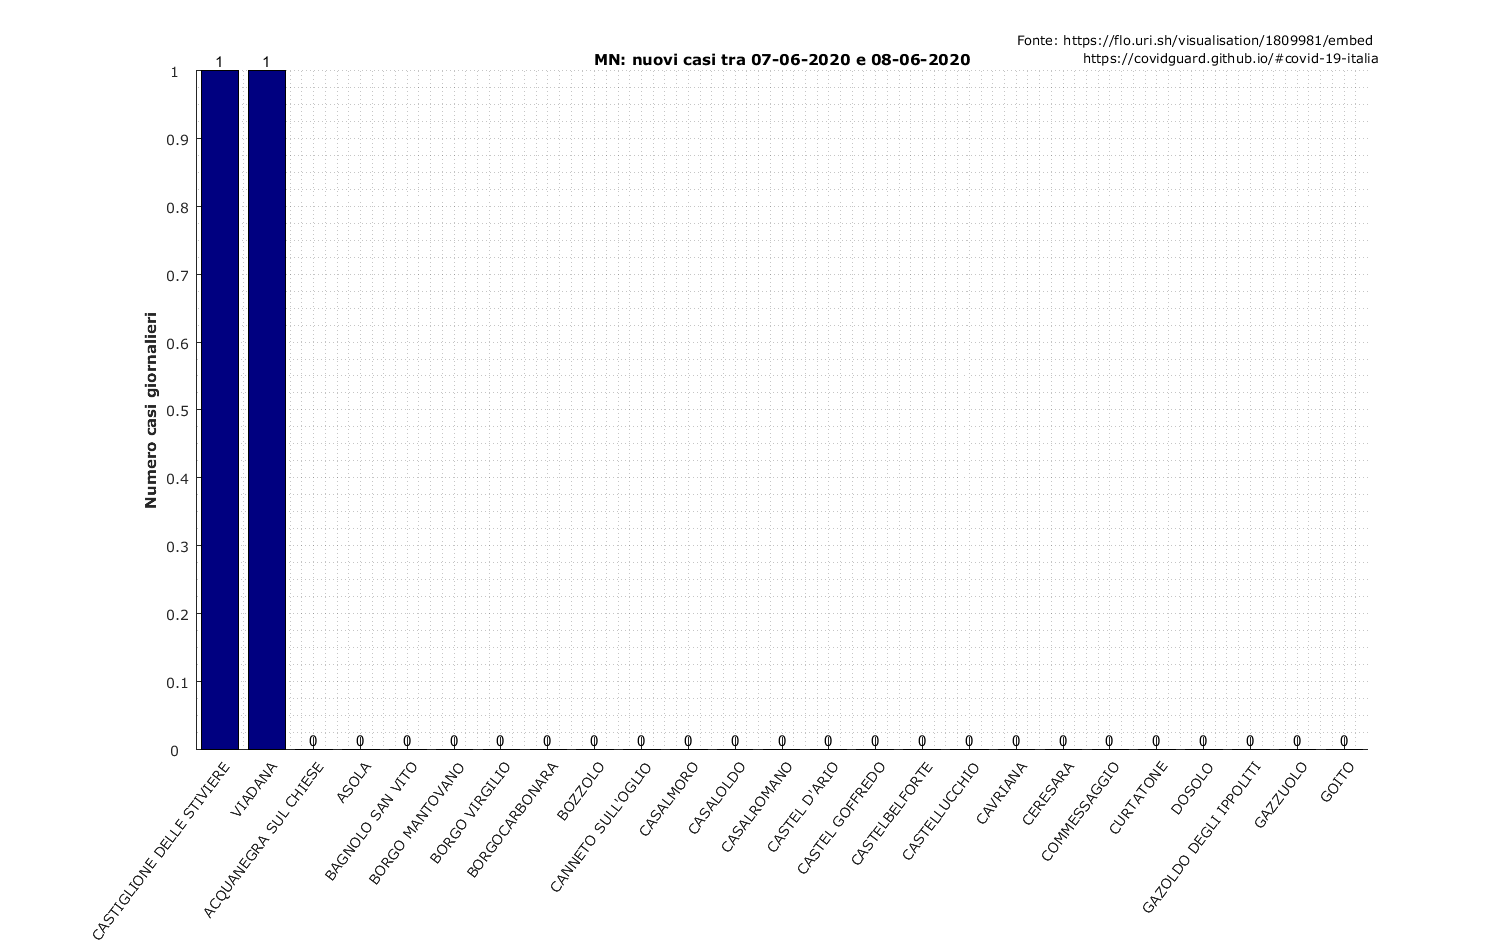 Fonte: https://flo.uri.sh/visualisation/1809981/embed
https://covidguard.github.io/#covid-19-italia
MN: nuovi casi tra 07-06-2020 e 08-06-2020
Numero casi giornalieri
1
0.9
0.8
0.7
0.6
0.5
0.4
0.3
0.2
0.1
0
1 1 0 0 0 0 0 0 0 0 0 0 0 0 0 0 0 0 0 0 0 0 0 0 0
CASTIGLIONE DELLE STIVIERE
VIADANA
ACQUANEGRA SUL CHIESE
ASOLA
BAGNOLO SAN VITO
BORGO MANTOVANO
BORGO VIRGILIO
BORGOCARBONARA
BOZZOLO
CANNETO SULL'OGLIO
CASALMORO
CASALOLDO
CASALROMANO
CASTEL D'ARIO
CASTEL GOFFREDO
CASTELBELFORTE
CASTELLUCCHIO
CAVRIANA
CERESARA
COMMESSAGGIO
CURTATONE
DOSOLO
GAZOLDO DEGLI IPPOLITI
GAZZUOLO
GOITO